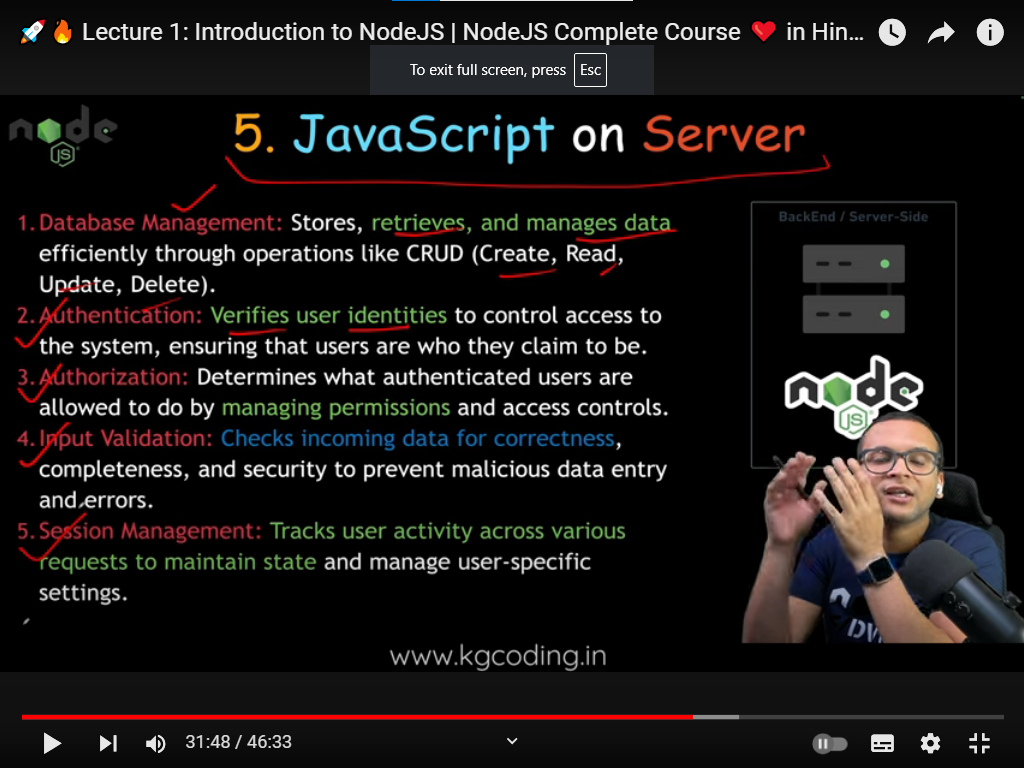 🚀🔥 Lecture 1: Introduction to NodeJS | NodeJS Complete Course ❤️ in Hin...
To exit full screen, press Esc
node
JS
5. JavaScript on Server
1. Database Management: Stores, retrieves, and manages data
efficiently through operations like CRUD (Create, Read,
Update, Delete).
2. Authentication: Verifies user identities to control access to
the system, ensuring that users are who they claim to be.
3. Authorization: Determines what authenticated users are
allowed to do by managing permissions and access controls.
4. Input Validation: Checks incoming data for correctness,
completeness, and security to prevent malicious data entry
and errors.
5. Session Management: Tracks user activity across various
requests to maintain state and manage user-specific
settings.
BackEnd / Server-Side
node
JS
www.kgcoding.in
31:48 / 46:33